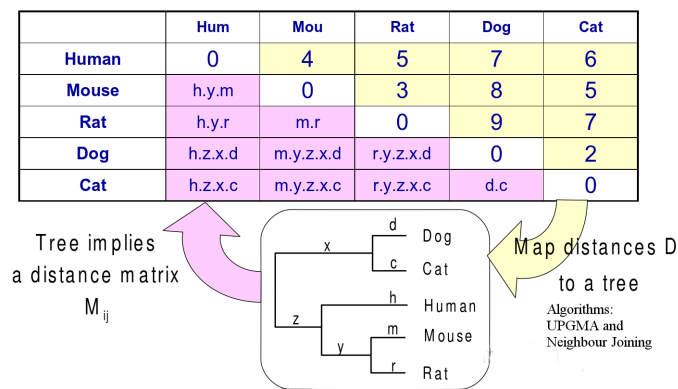 Hum Mou Rat Dog Cat
Human 0 4 5 7 6
Mouse h.y.m 0 3 8 5
Rat h.y.r m.r 0 9 7
Dog h.z.x.d m.y.z.x.d r.y.z.x.d 0 2
Cat h.z.x.c m.y.z.x.c r.y.z.x.c d.c 0
Tree implies
a distance matrix
M ij
d Dog
x
c Cat
h Human
z
m Mouse
y
r Rat
Map distances D
to a tree
Algorithms:
UPGMA and
Neighbour Joining